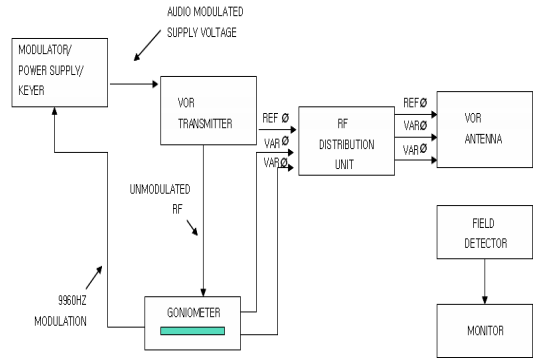 AUDIO MODULATED
SUPPLY VOLTAGE
MODULATOR/
POWER SUPPLY/
KEYER
VOR
TRANSMITTER
REF Ø
VAR Ø
VAR Ø
RF
DISTRIBUTION
UNIT
REF Ø
VAR Ø
VAR Ø
VOR
ANTENNA
UNMODULATED
RF
FIELD
DETECTOR
9960HZ
MODULATION
GONIOMETER
MONITOR